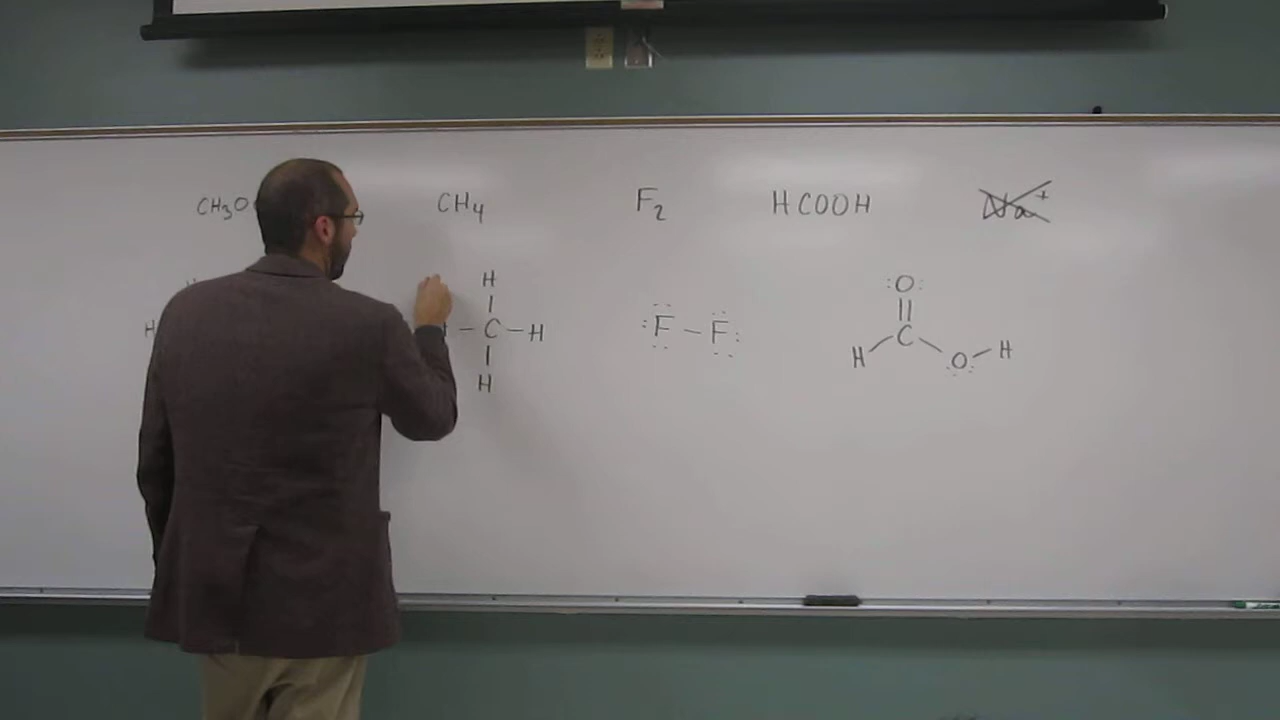 CH₃O CH₄ F₂ HCOOH Na⁺
H H :O:
H – C – H :F – F: C
H H O – H
H